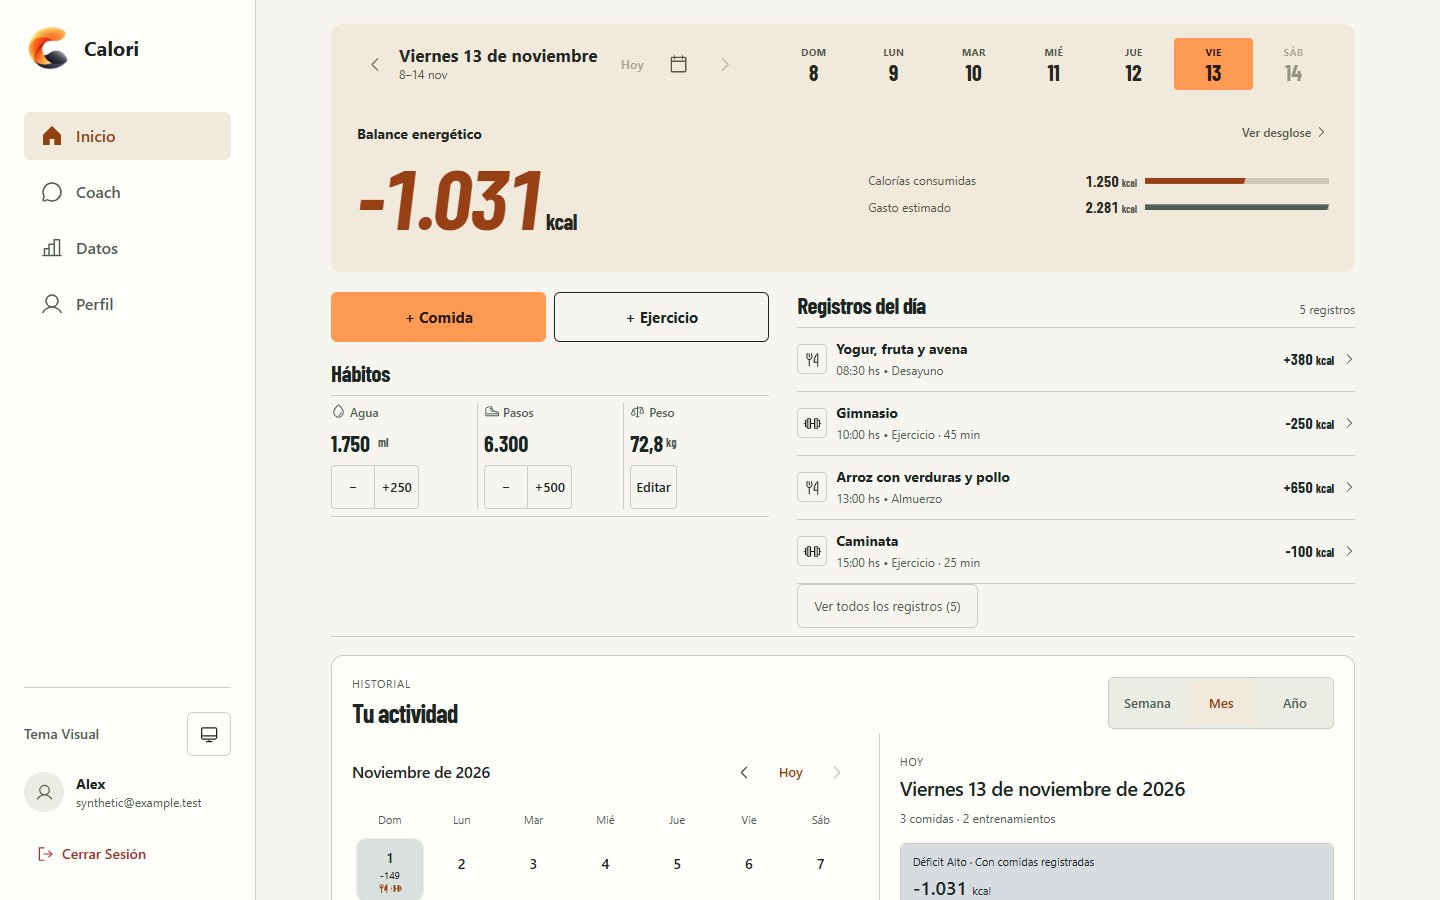 Calori
Inicio
Coach
Datos
Perfil
Tema Visual
Alex
synthetic@example.test
Cerrar Sesión
Viernes 13 de noviembre
8–14 nov
Hoy
DOM LUN MAR MIÉ JUE VIE SÁB
8 9 10 11 12 13 14
Balance energético
Ver desglose
-1.031 kcal
Calorías consumidas 1.250 kcal
Gasto estimado 2.281 kcal
+ Comida
+ Ejercicio
Hábitos
Agua
1.750 ml
− +250
Pasos
6.300
− +500
Peso
72,8 kg
Editar
Registros del día
5 registros
Yogur, fruta y avena
08:30 hs • Desayuno
+380 kcal
Gimnasio
10:00 hs • Ejercicio · 45 min
-250 kcal
Arroz con verduras y pollo
13:00 hs • Almuerzo
+650 kcal
Caminata
15:00 hs • Ejercicio · 25 min
-100 kcal
Ver todos los registros (5)
HISTORIAL
Tu actividad
Semana Mes Año
Noviembre de 2026
Hoy
Dom Lun Mar Mié Jue Vie Sáb
1 2 3 4 5 6 7
-149
HOY
Viernes 13 de noviembre de 2026
3 comidas · 2 entrenamientos
Déficit Alto · Con comidas registradas
-1.031 kcal